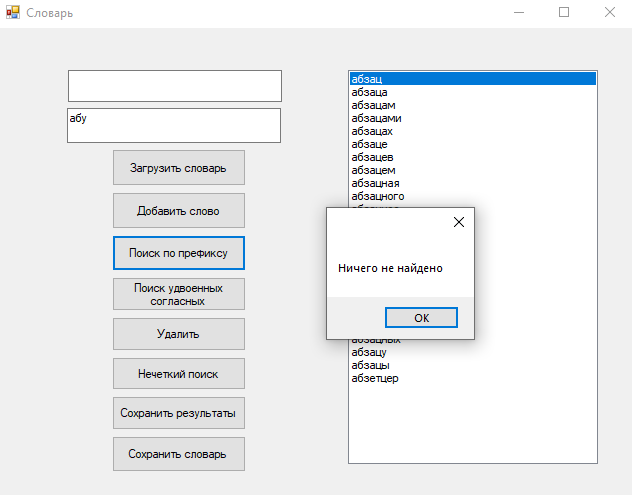 Словарь
абу
Загрузить словарь
Добавить слово
Поиск по префиксу
Поиск удвоенных
согласных
Удалить
Нечеткий поиск
Сохранить результаты
Сохранить словарь
абзац
абзаца
абзацам
абзацами
абзацах
абзаце
абзацев
абзацем
абзацная
абзацного
Ничего не найдено
OK
абзацных
абзацу
абзацы
абзетцер